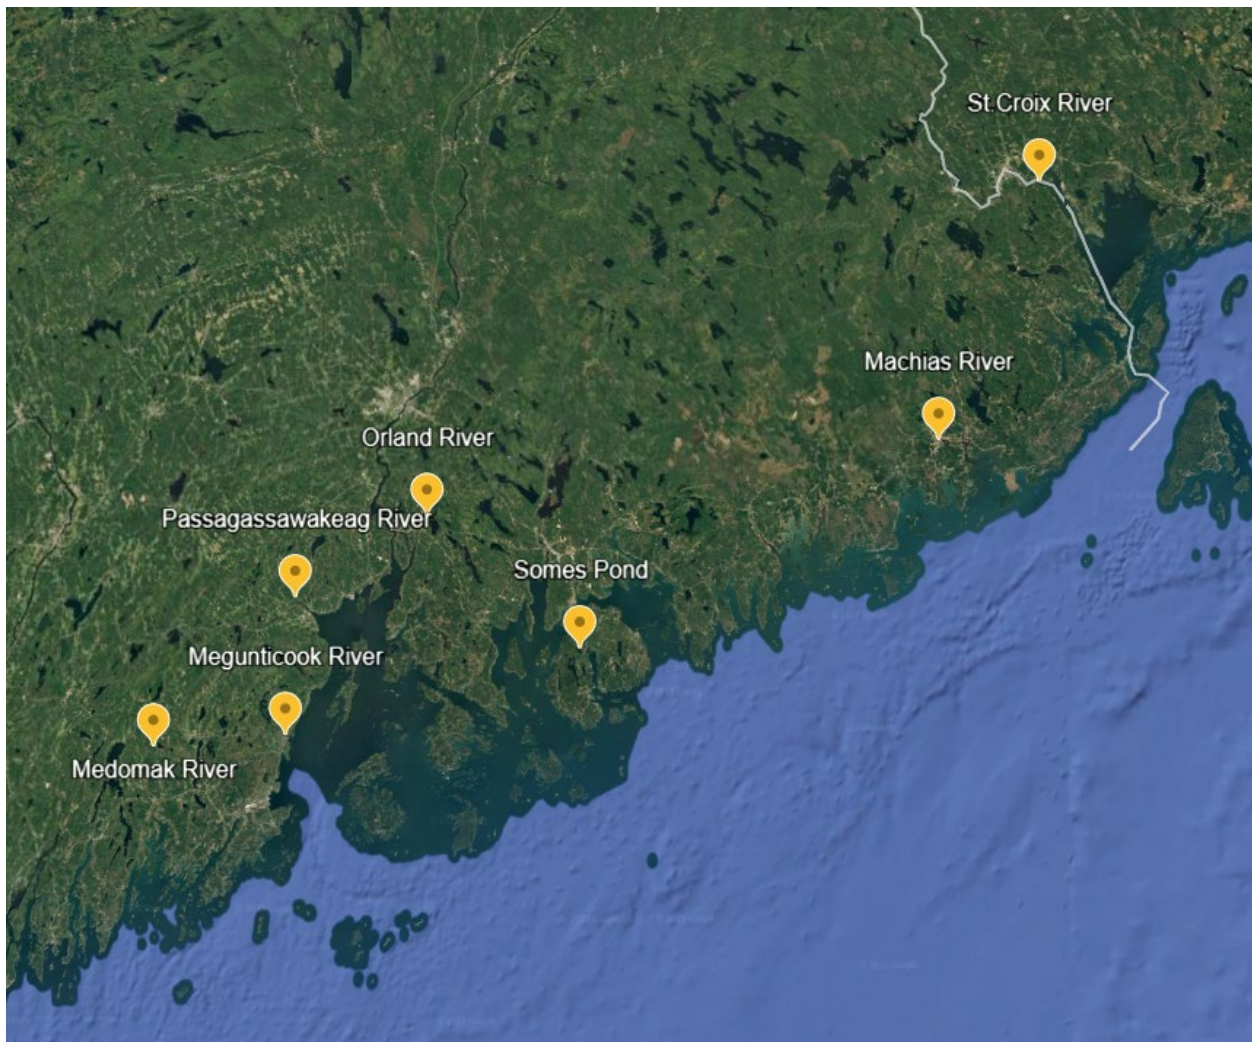 St Croix River
Machias River
Orland River
Passagassawakeag River
Somes Pond
Megunticook River
Medomak River